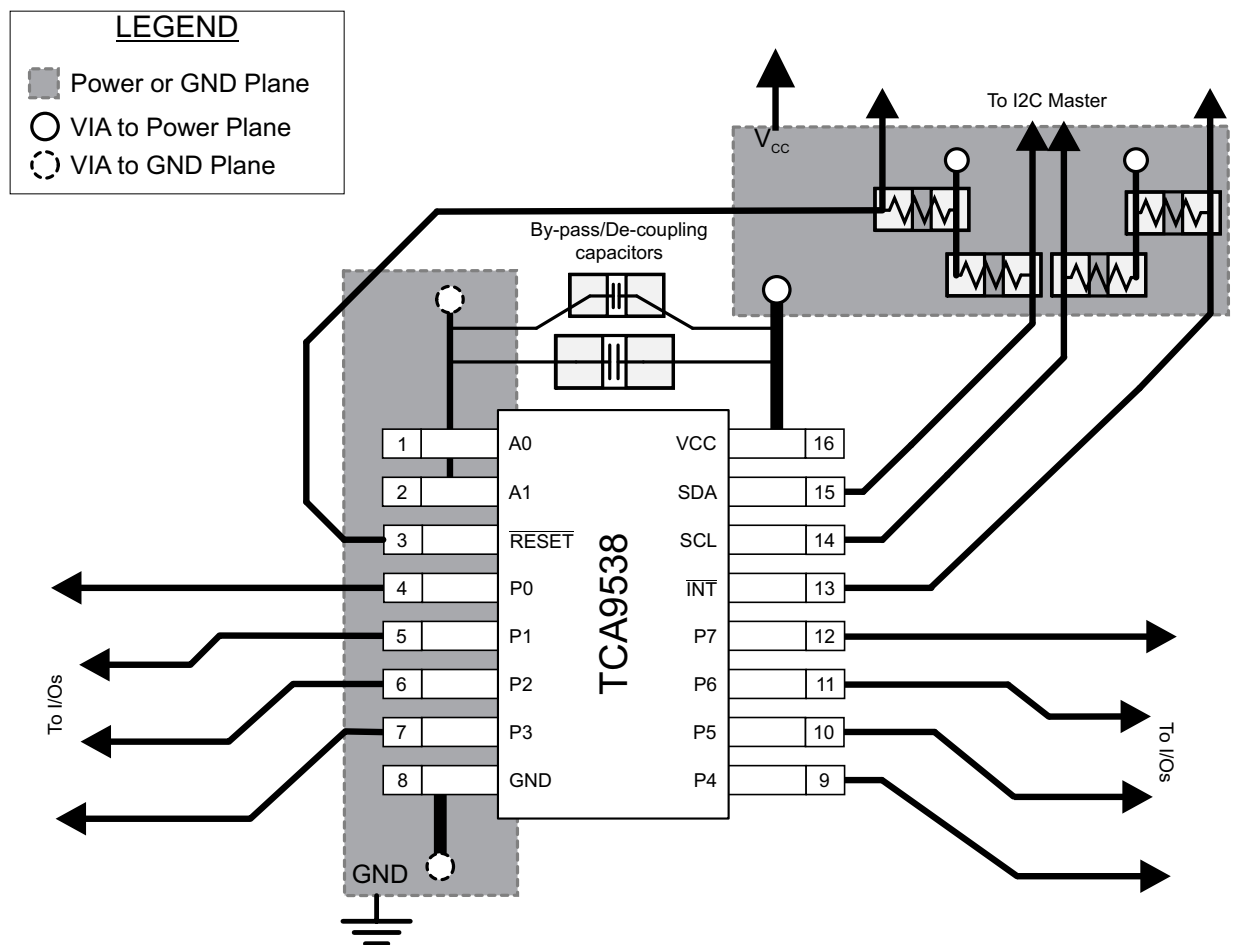 LEGEND
Power or GND Plane
VIA to Power Plane
VIA to GND Plane
To I2C Master
VCC
By-pass/De-coupling
capacitors
1 A0 VCC 16
2 A1 SDA 15
3 RESET SCL 14
4 P0 INT 13
5 P1 P7 12
6 P2 P6 11
7 P3 P5 10
8 GND P4 9
TCA9538
To I/Os
To I/Os
GND